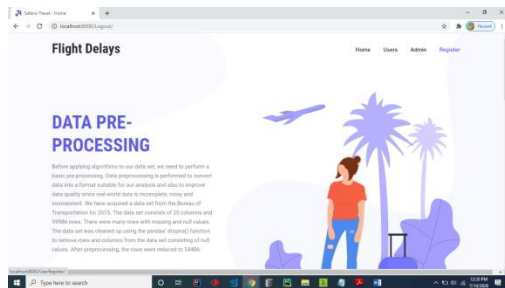 Safario Travel - Home
localhost:8000/Logout/
Paused
Flight Delays
Home Users Admin Register
DATA PRE-
PROCESSING
Before applying algorithms to our data set, we need to perform a
basic pre-processing. Data preprocessing is performed to convert
data into a format suitable for our analysis and also to improve
data quality since real-world data is incomplete, noisy and
inconsistent. We have acquired a data set from the Bureau of
Transportation for 2015. The data set consists of 25 columns and
59986 rows. There were many rows with missing and null values.
The data set was cleaned up using the pandas' dropna() function
to remove rows and columns from the data set consisting of null
values. After preprocessing, the rows were reduced to 54486.
localhost:8000/UserRegister/
Type here to search
12:20 PM
7/14/2020